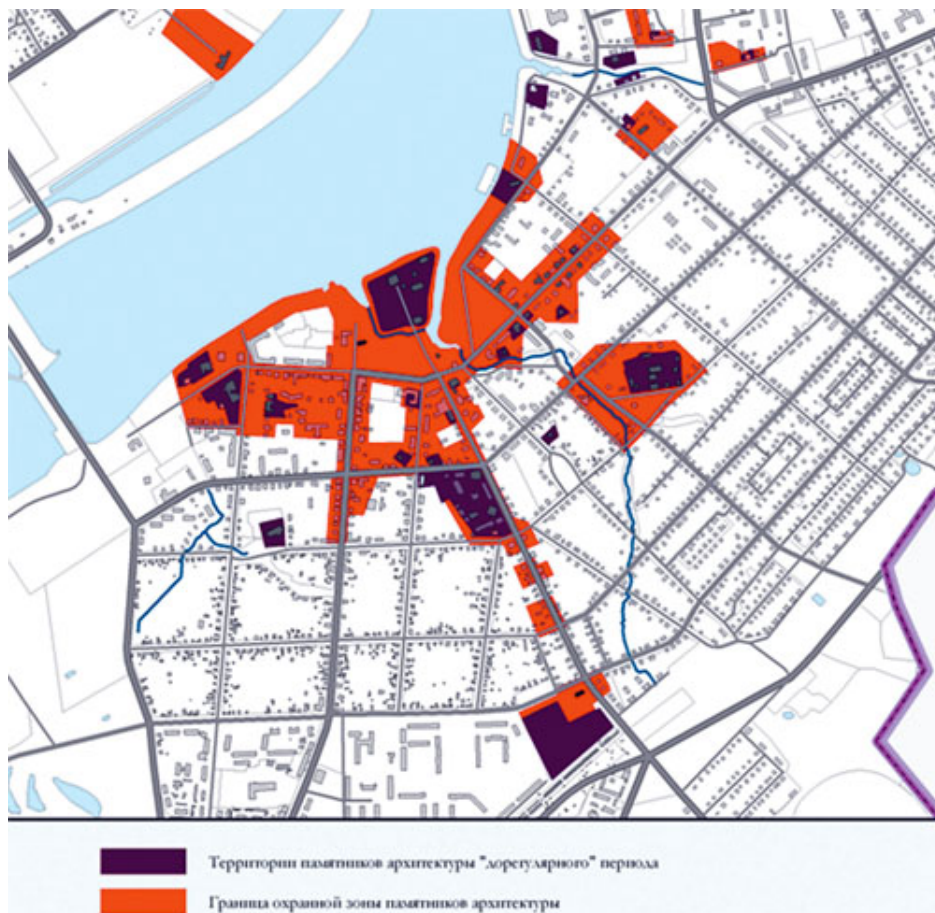 Территории памятников архитектуры "дорегулярного" периода
Граница охранной зоны памятников архитектуры